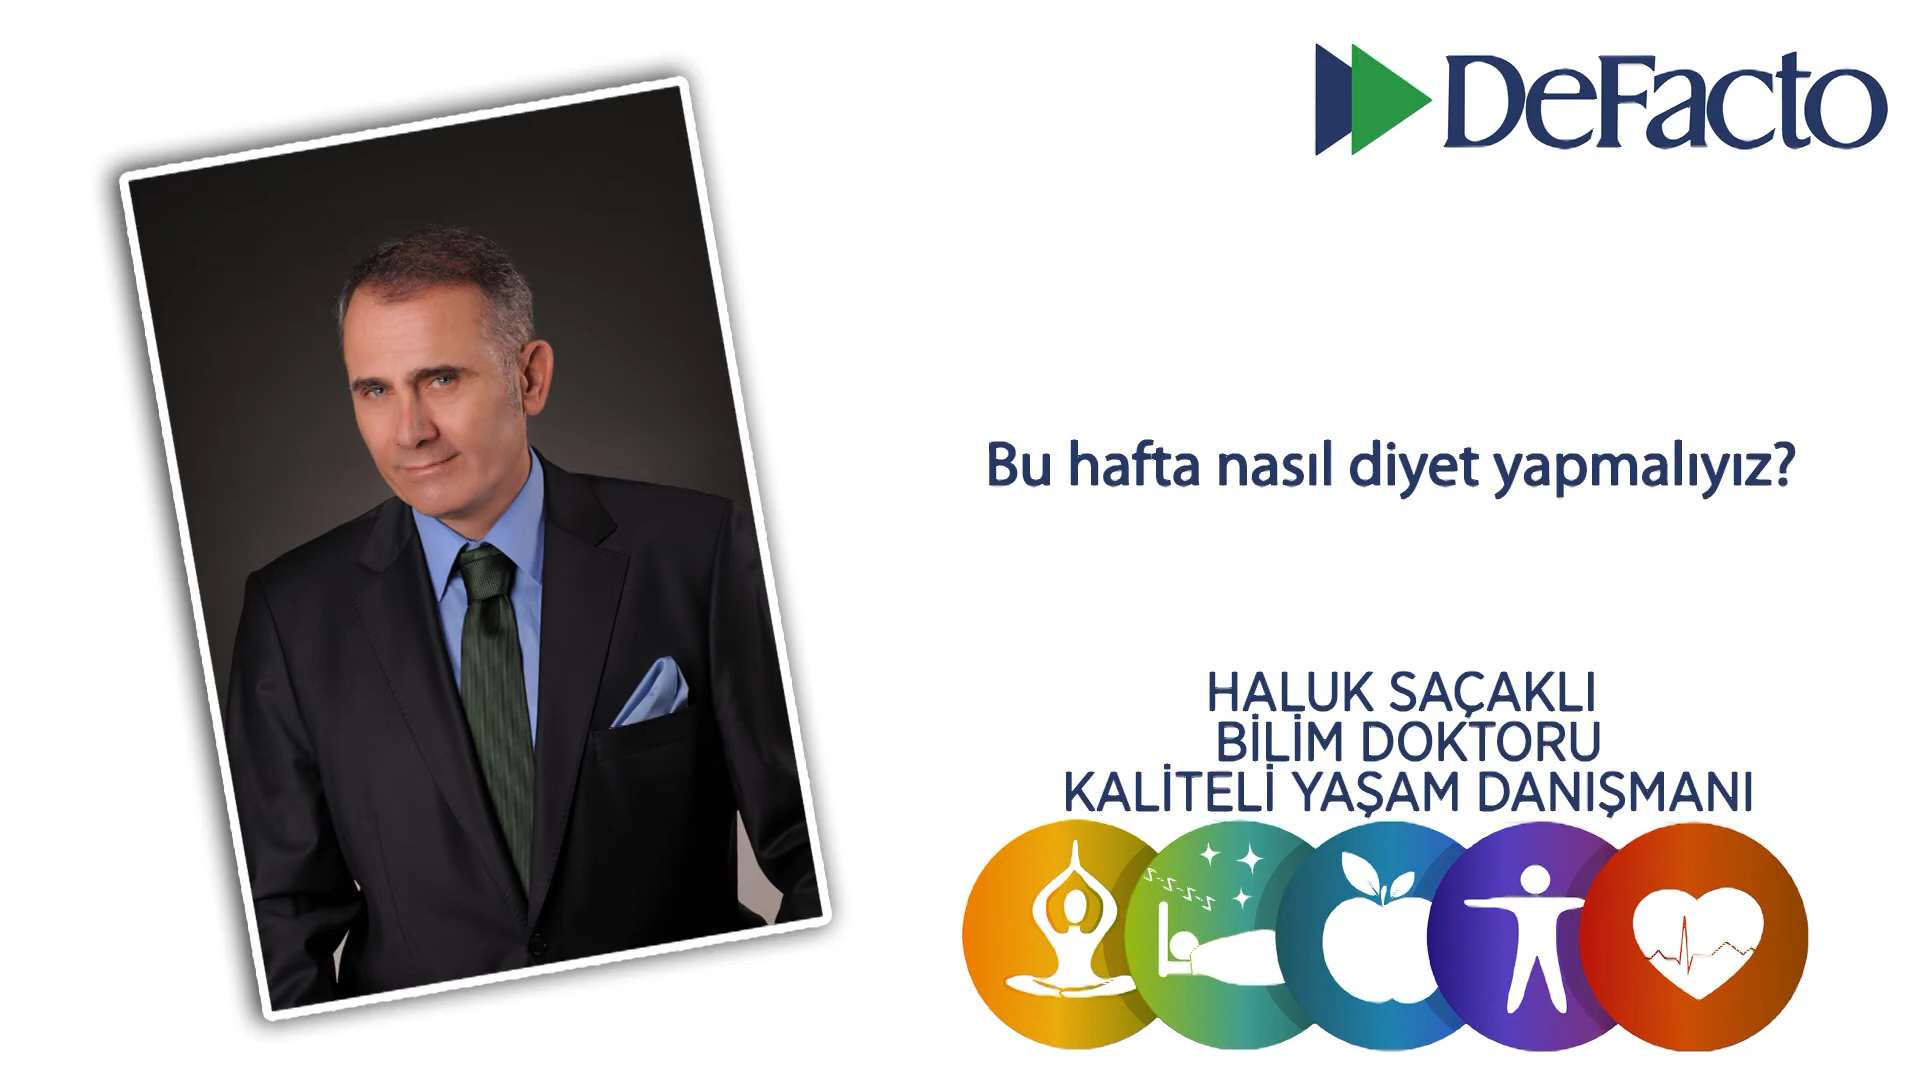 DeFacto
Bu hafta nasıl diyet yapmalıyız?
HALUK SAÇAKLI
BİLİM DOKTORU
KALİTELİ YAŞAM DANIŞMANI
z-z-z-z-z